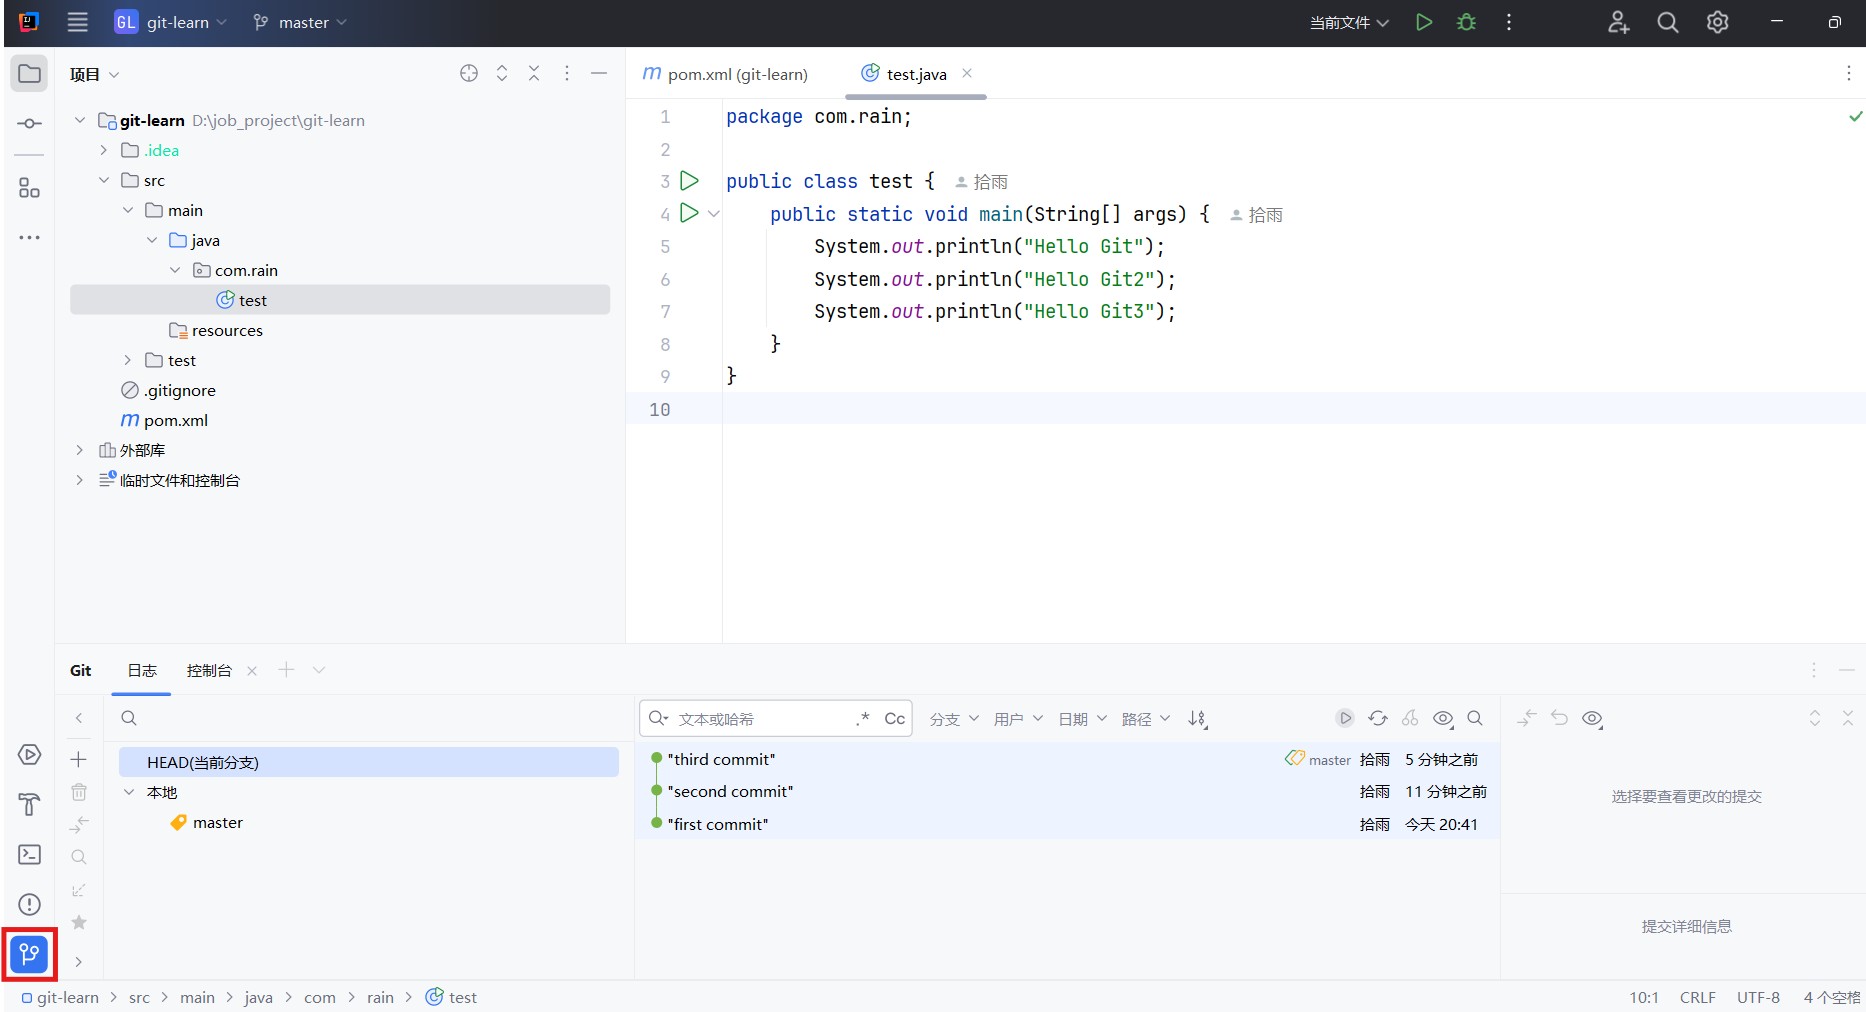 GL git-learn master 当前文件
项目
pom.xml (git-learn) test.java
git-learn D:\job_project\git-learn
.idea
src
main
java
com.rain
test
resources
test
.gitignore
pom.xml
外部库
临时文件和控制台
1 package com.rain;
2
3 public class test { 拾雨
4 public static void main(String[] args) { 拾雨
5 System.out.println("Hello Git");
6 System.out.println("Hello Git2");
7 System.out.println("Hello Git3");
8 }
9 }
10
Git 日志 控制台
HEAD(当前分支)
本地
master
文本或哈希 .* Cc 分支 用户 日期 路径
"third commit" master 拾雨 5 分钟之前
"second commit" 拾雨 11 分钟之前
"first commit" 拾雨 今天 20:41
选择要查看更改的提交
提交详细信息
git-learn > src > main > java > com > rain > test 10:1 CRLF UTF-8 4 个空格